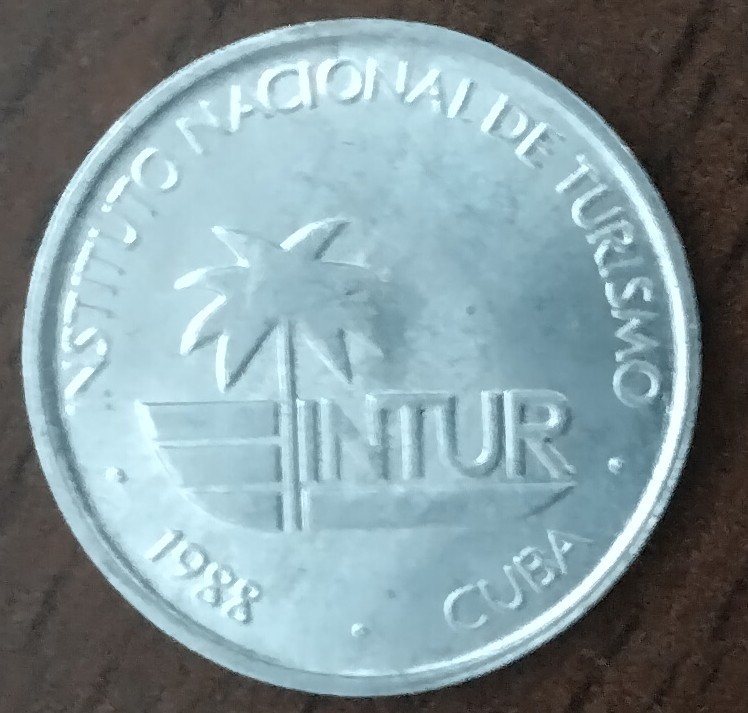 INSTITUTO NACIONAL DE TURISMO
INTUR
1988
CUBA